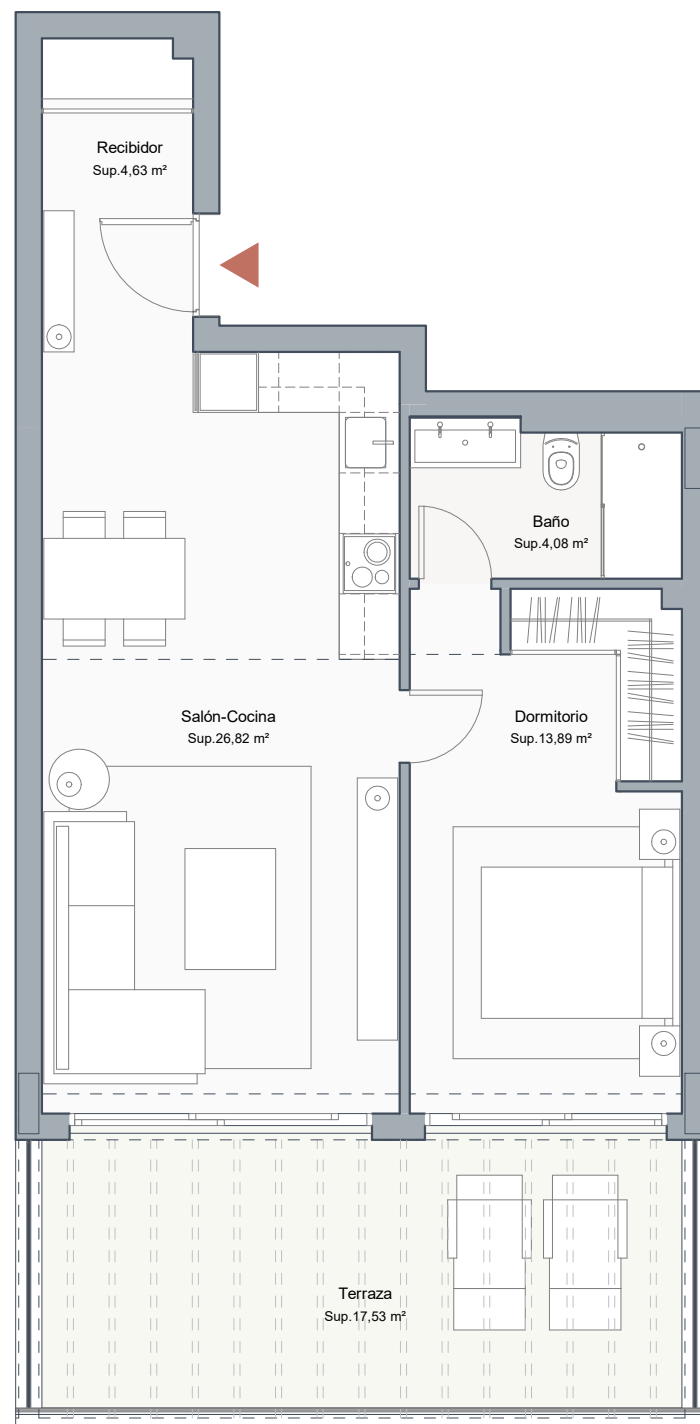 Recibidor
Sup.4,63 m²
Baño
Sup.4,08 m²
Salón-Cocina
Sup.26,82 m²
Dormitorio
Sup.13,89 m²
Terraza
Sup.17,53 m²